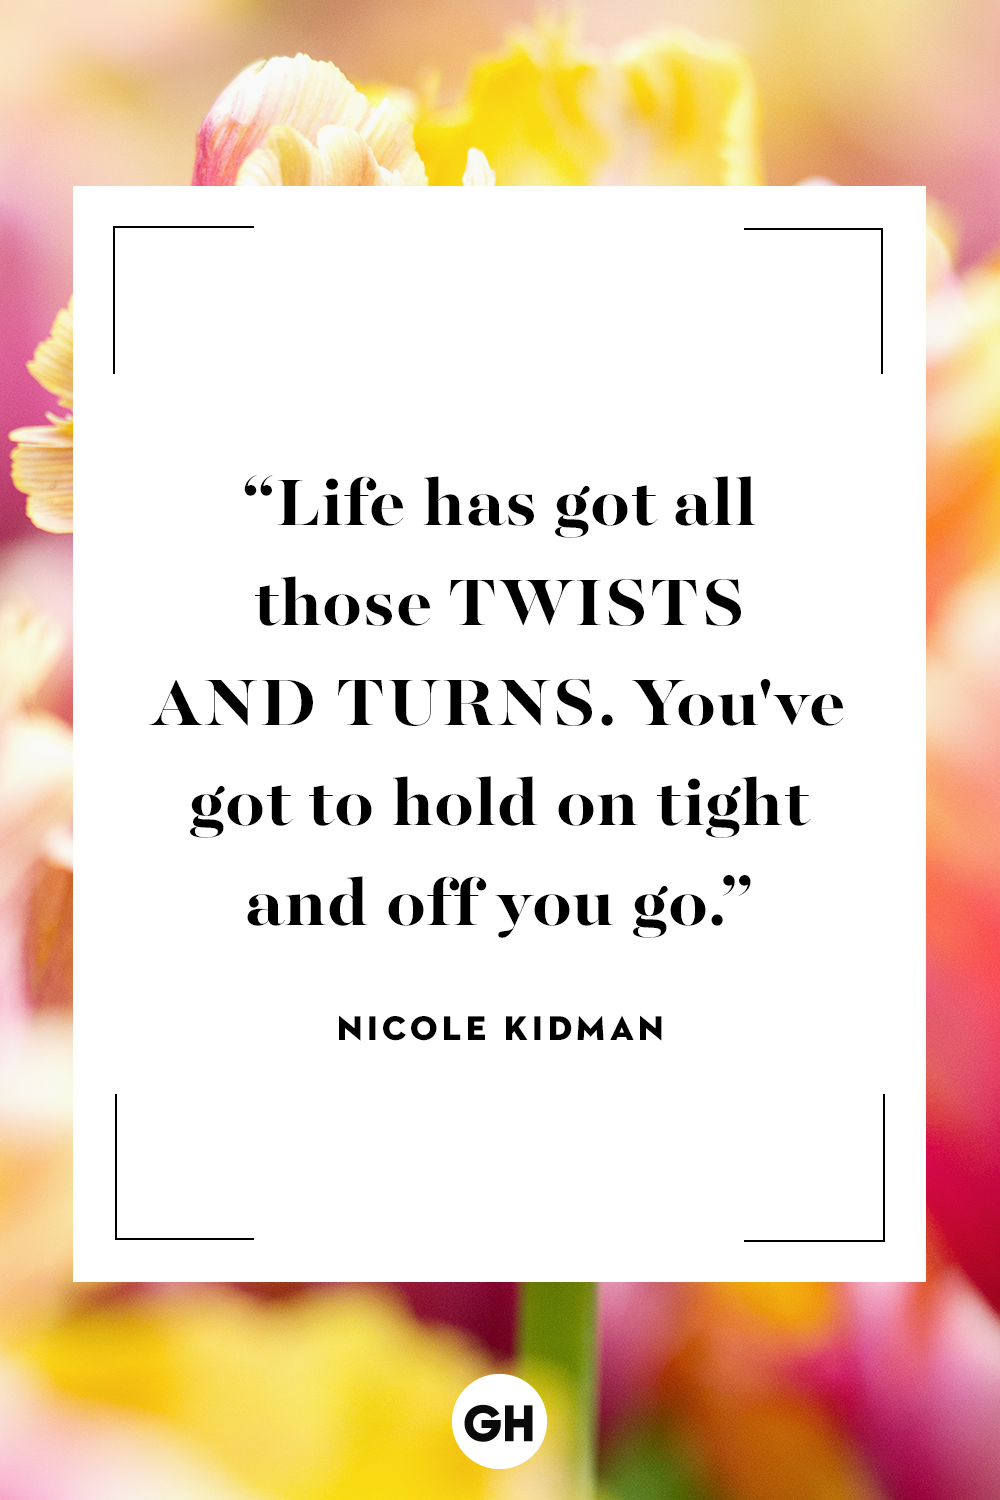 “Life has got all
those TWISTS
AND TURNS. You've
got to hold on tight
and off you go.”
NICOLE KIDMAN
GH